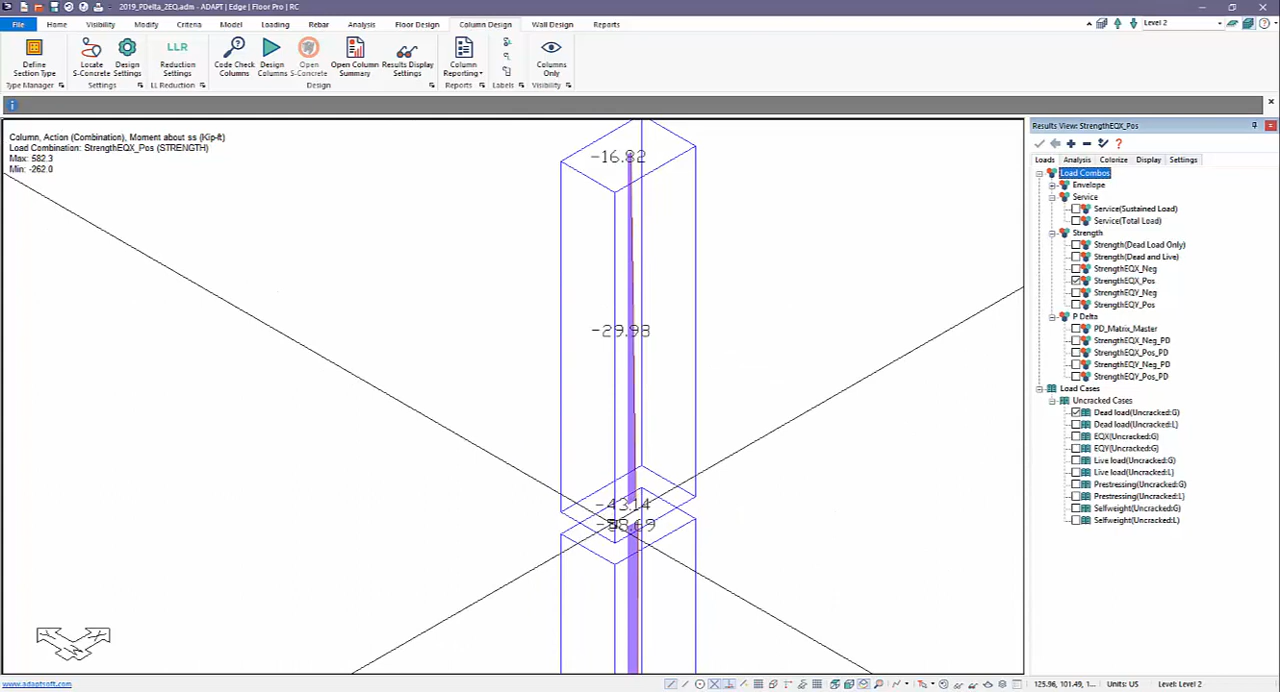 2019_PDelta_2EQ.adm - ADAPT | Edge | Floor Pro | RC
File Home Visibility Modify Criteria Model Loading Rebar Analysis Floor Design Column Design Wall Design Reports
Level 2
LLR
Define Section Type
Locate S-Concrete
Design Settings
Reduction Settings
Code Check Columns
Design Columns
Open S-Concrete
Open Column Summary
Results Display Settings
Column Reporting
Columns Only
Type Manager Settings LL Reduction Design Reports Labels Visibility
Column, Action (Combination), Moment about ss (Kip-ft)
Load Combination: StrengthEQX_Pos (STRENGTH)
Max: 582.3
Min: -262.0
-16.82
-29.98
-43.14
Results View: StrengthEQX_Pos
Loads Analysis Colorize Display Settings
Load Combos
Envelope
Service
Service(Sustained Load)
Service(Total Load)
Strength
Strength(Dead Load Only)
Strength(Dead and Live)
StrengthEQX_Neg
StrengthEQX_Pos
StrengthEQY_Neg
StrengthEQY_Pos
P Delta
PD_Matrix_Master
StrengthEQX_Neg_PD
StrengthEQX_Pos_PD
StrengthEQY_Neg_PD
StrengthEQY_Pos_PD
Load Cases
Uncracked Cases
Dead load(Uncracked:G)
Dead load(Uncracked:L)
EQX(Uncracked:G)
EQY(Uncracked:G)
Live load(Uncracked:G)
Live load(Uncracked:L)
Prestressing(Uncracked:G)
Prestressing(Uncracked:L)
Selfweight(Uncracked:G)
Selfweight(Uncracked:L)
www.adaptsoft.com
125.96, 101.49, 1... Units: US Level: Level 2